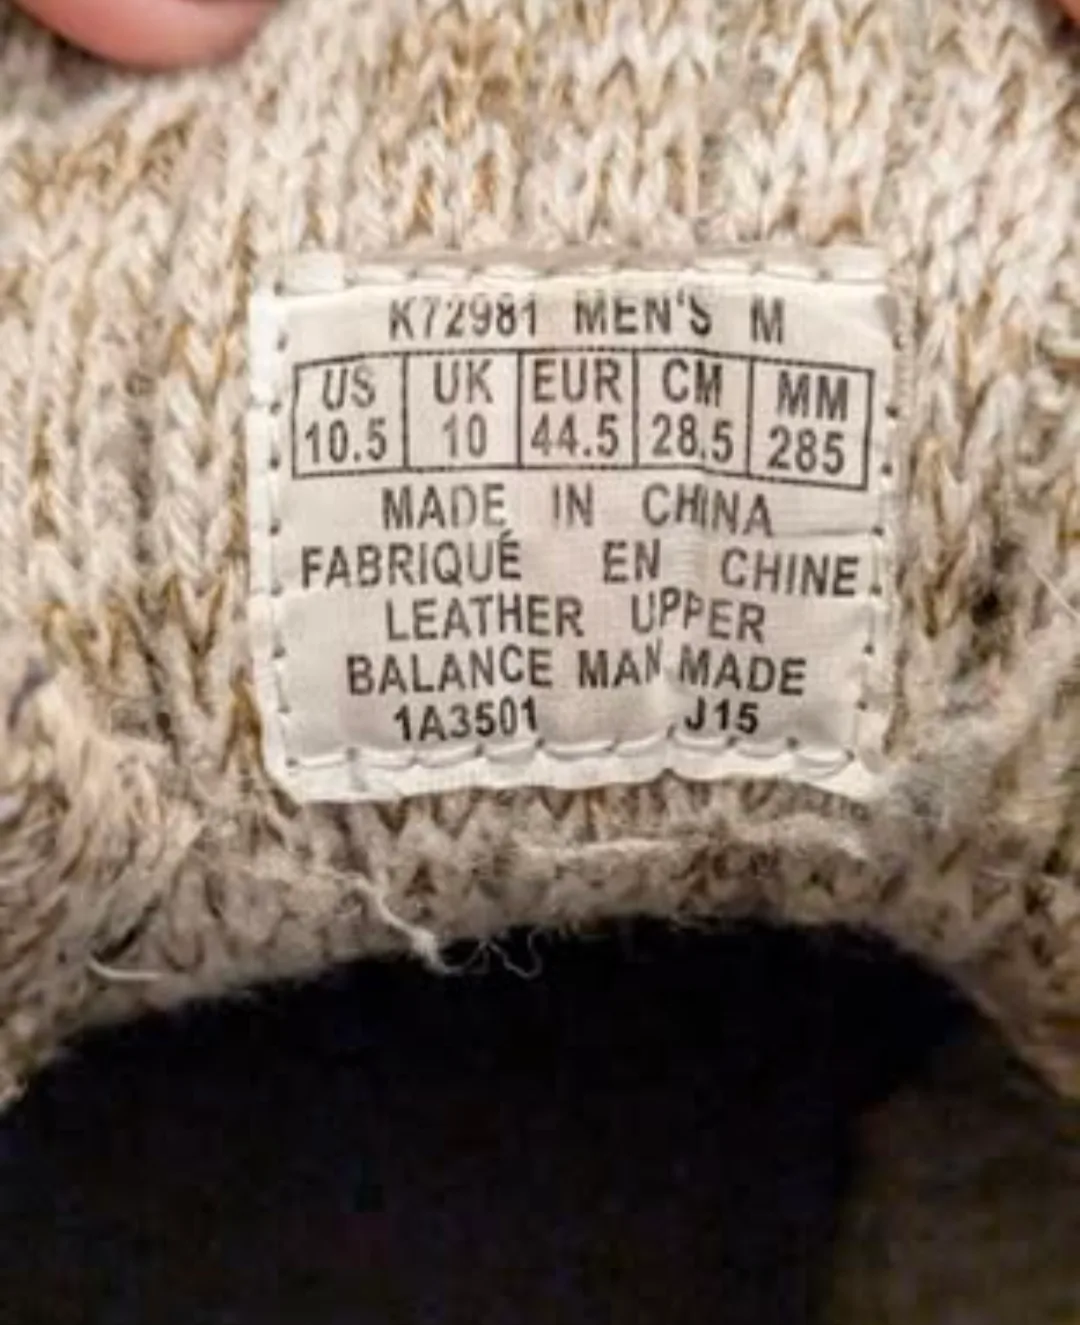 K72981 MEN'S M
US UK EUR CM MM
10.5 10 44.5 28.5 285
MADE IN CHINA
FABRIQUÉ EN CHINE
LEATHER UPPER
BALANCE MAN MADE
1A3501 J15